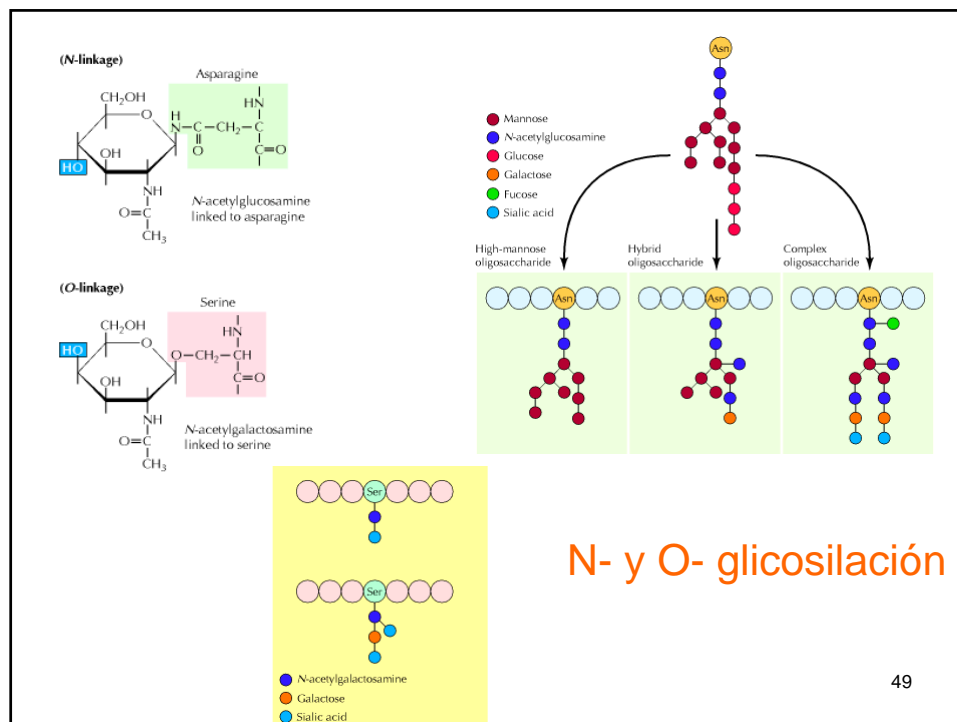 (N-linkage)
Asparagine
CH₂OH
O
H
N
C
CH₂
C
HN
O
C=O
HO
OH
NH
O=C
CH₃
N-acetylglucosamine
linked to asparagine
(O-linkage)
Serine
CH₂OH
O
O
CH₂
CH
HN
C=O
HO
OH
NH
O=C
CH₃
N-acetylgalactosamine
linked to serine
Asn
Mannose
N-acetylglucosamine
Glucose
Galactose
Fucose
Sialic acid
High-mannose
oligosaccharide
Asn
Hybrid
oligosaccharide
Asn
Complex
oligosaccharide
Asn
Ser
Ser
N-acetylgalactosamine
Galactose
Sialic acid
N- y O- glicosilación
49